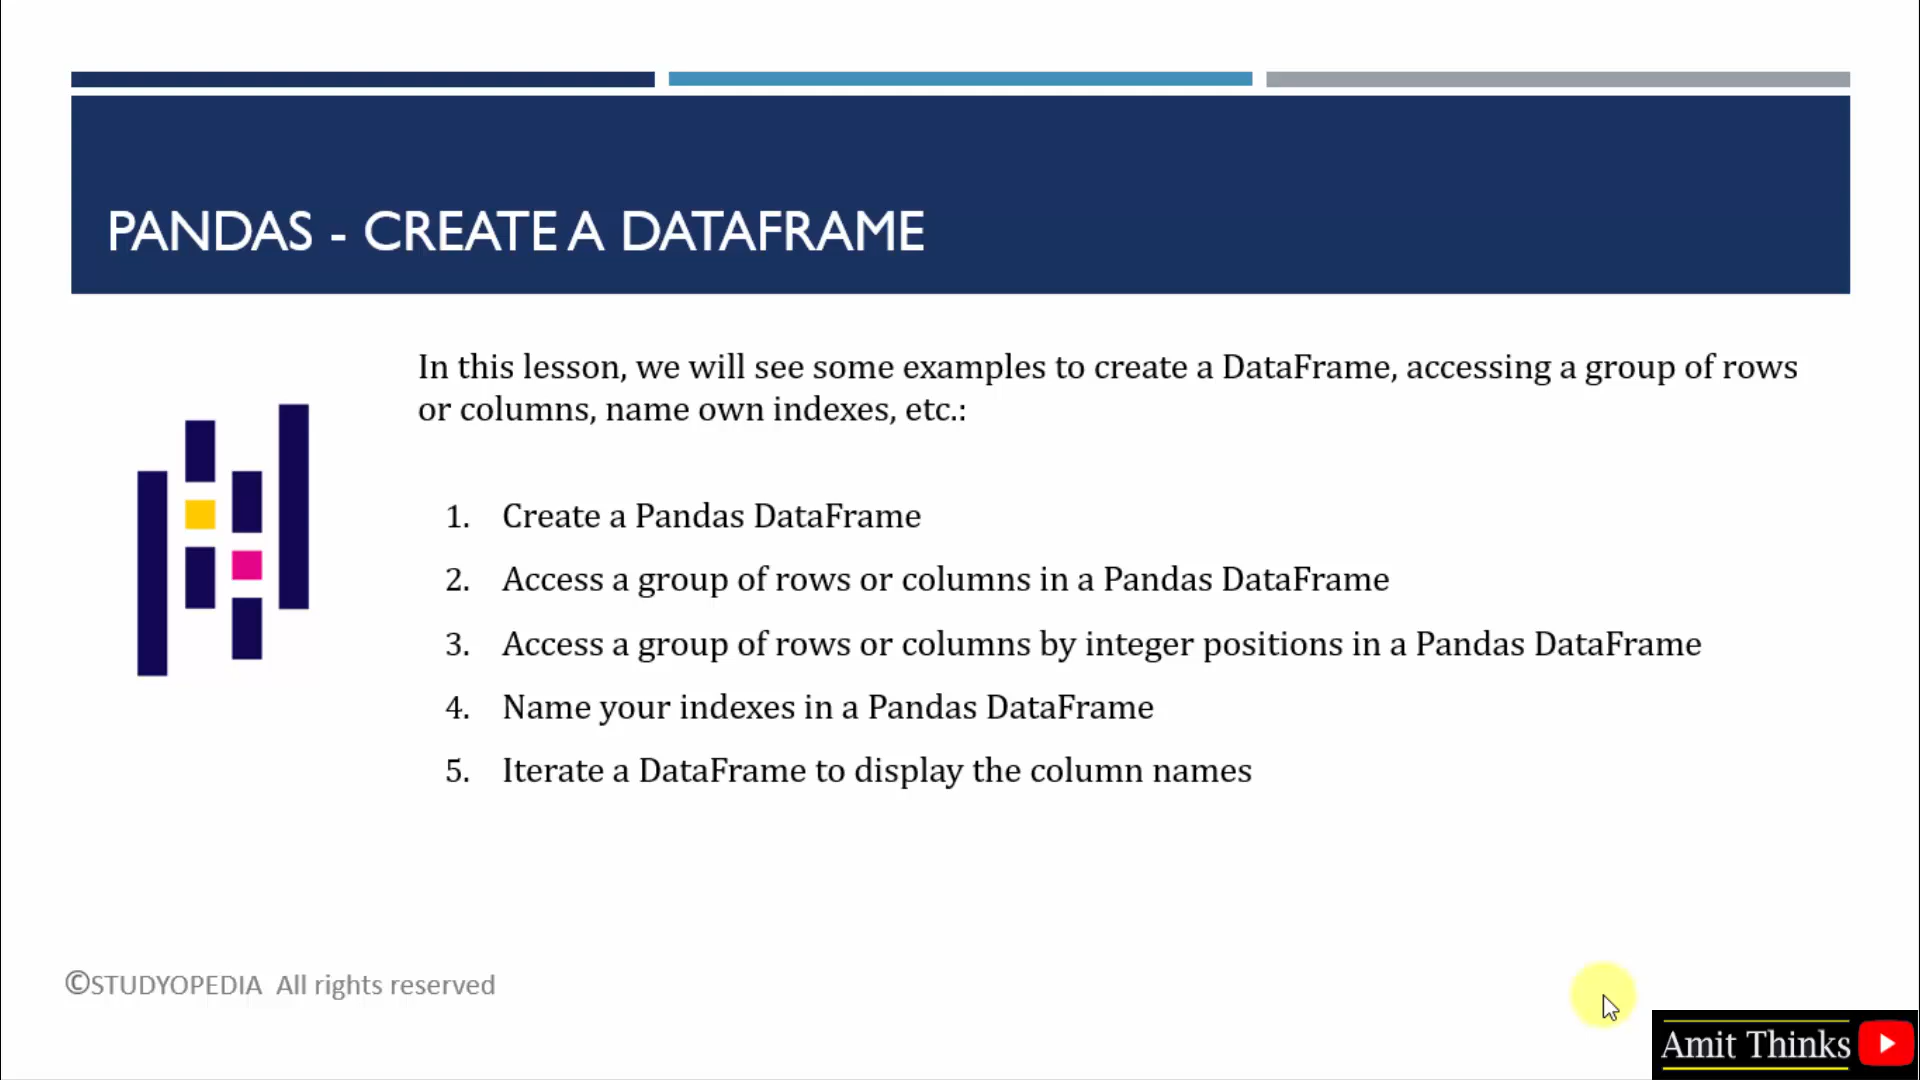 PANDAS - CREATE A DATAFRAME
In this lesson, we will see some examples to create a DataFrame, accessing a group of rows
or columns, name own indexes, etc.:
1. Create a Pandas DataFrame
2. Access a group of rows or columns in a Pandas DataFrame
3. Access a group of rows or columns by integer positions in a Pandas DataFrame
4. Name your indexes in a Pandas DataFrame
5. Iterate a DataFrame to display the column names
©STUDYOPEDIA All rights reserved
Amit Thinks